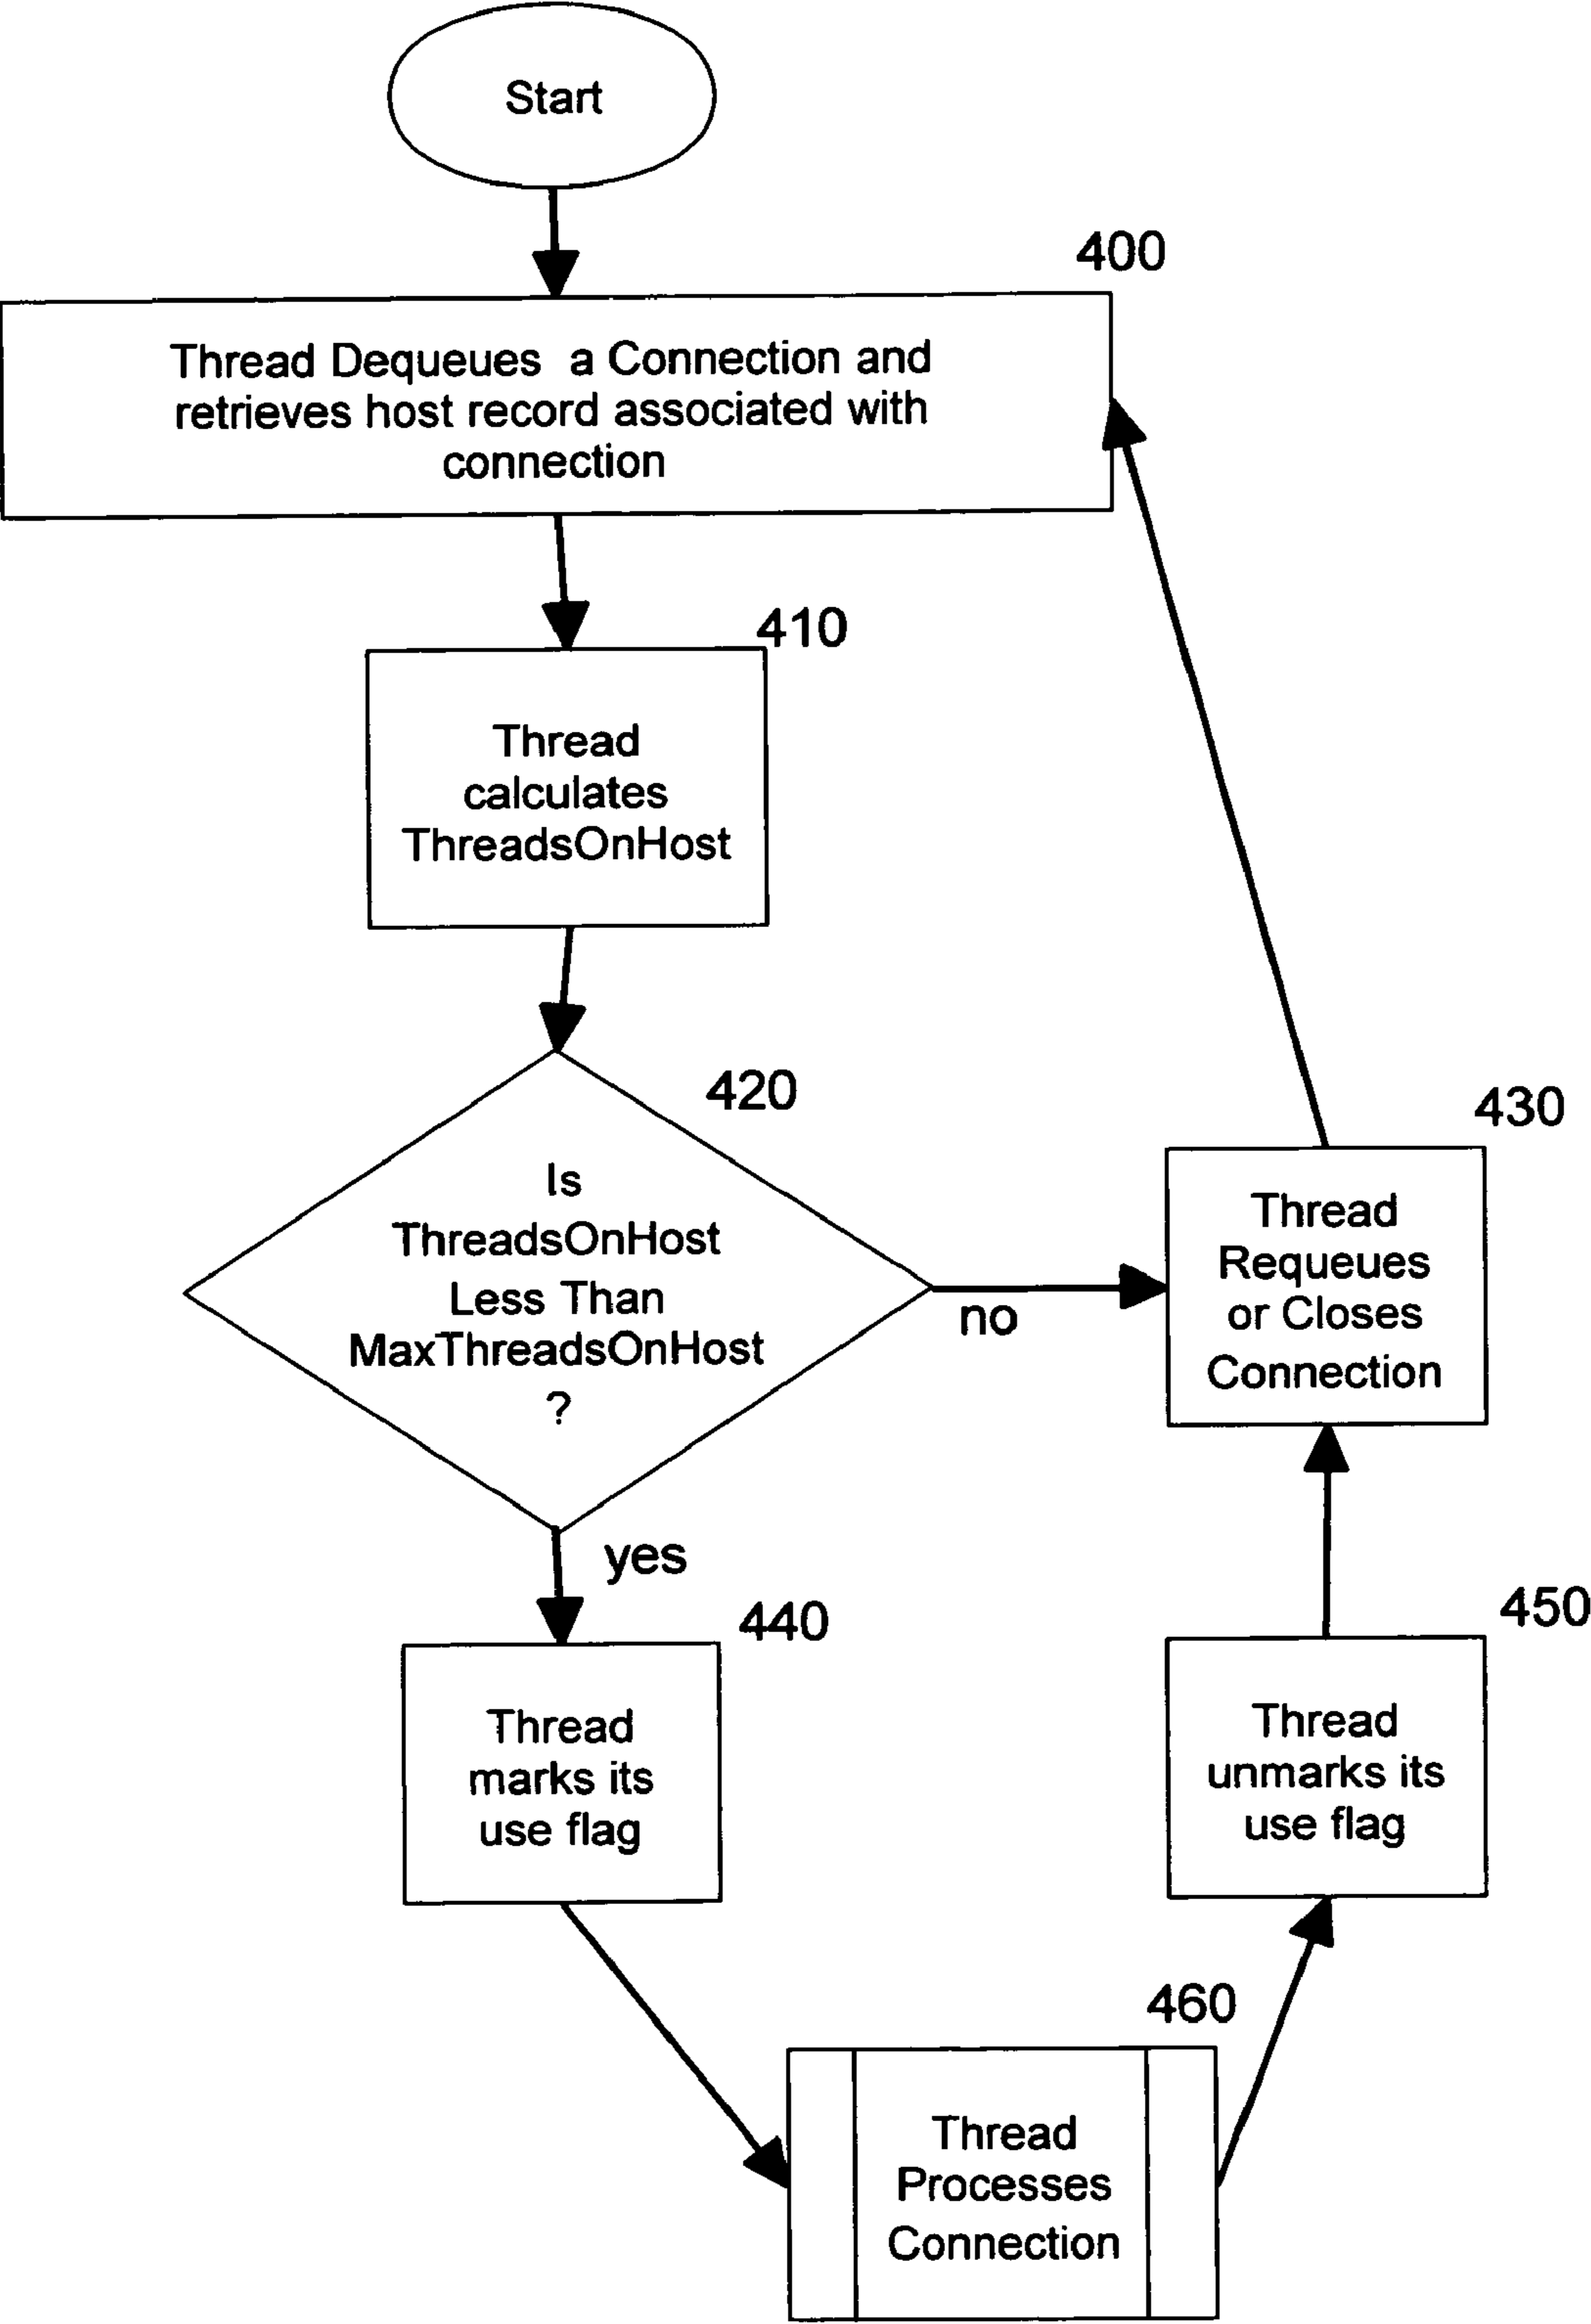 Start
400
Thread Dequeues a Connection and
retrieves host record associated with
connection
410
Thread
calculates
ThreadsOnHost
420
Is
ThreadsOnHost
Less Than
MaxThreadsOnHost
?
no
430
Thread
Requeues
or Closes
Connection
yes
440
Thread
marks its
use flag
450
Thread
unmarks its
use flag
460
Thread
Processes
Connection